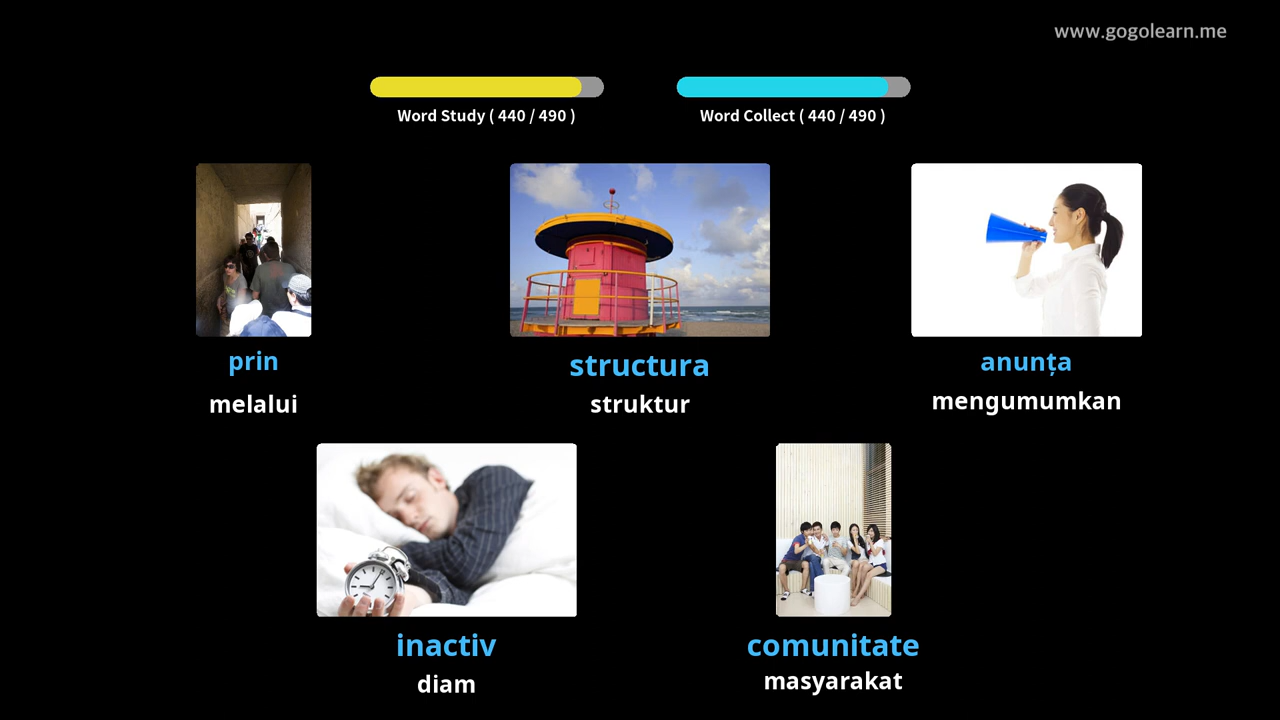 www.gogolearn.me
Word Study ( 440 / 490 )
Word Collect ( 440 / 490 )
prin
melalui
structura
struktur
anunța
mengumumkan
inactiv
diam
comunitate
masyarakat